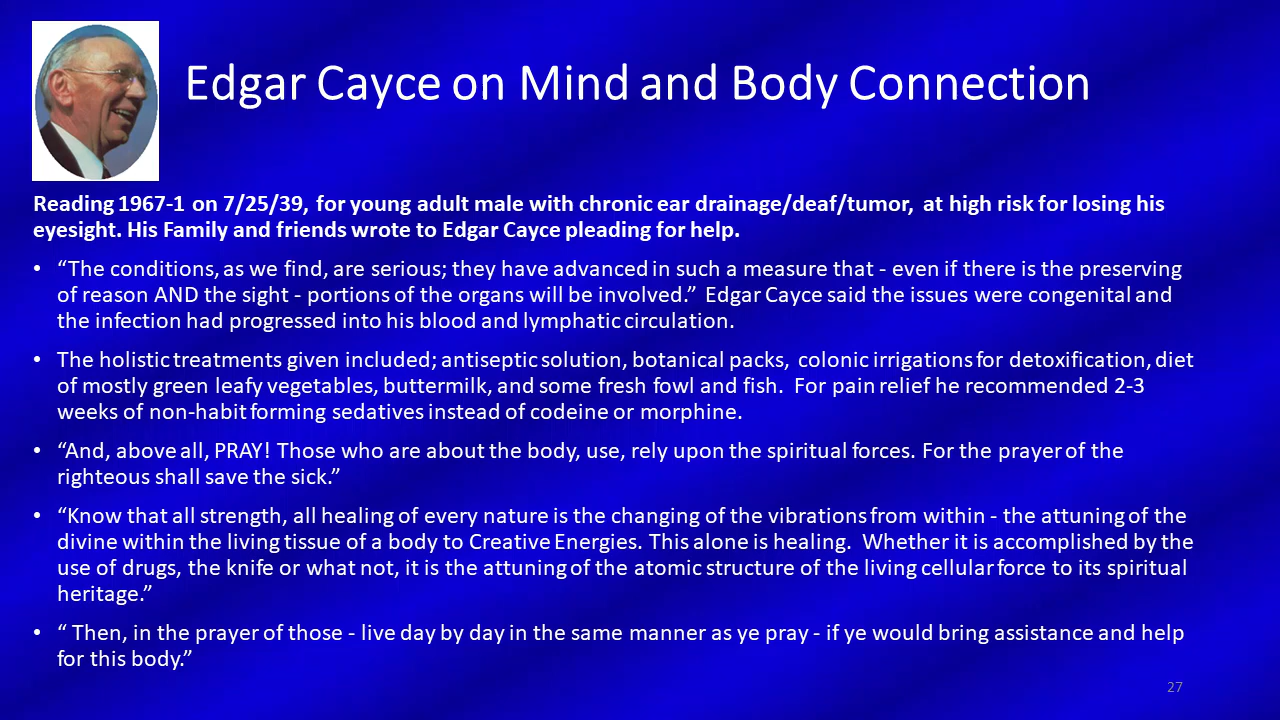 Edgar Cayce on Mind and Body Connection
Reading 1967-1 on 7/25/39, for young adult male with chronic ear drainage/deaf/tumor, at high risk for losing his
eyesight. His Family and friends wrote to Edgar Cayce pleading for help.
• “The conditions, as we find, are serious; they have advanced in such a measure that - even if there is the preserving
of reason AND the sight - portions of the organs will be involved.” Edgar Cayce said the issues were congenital and
the infection had progressed into his blood and lymphatic circulation.
• The holistic treatments given included; antiseptic solution, botanical packs, colonic irrigations for detoxification, diet
of mostly green leafy vegetables, buttermilk, and some fresh fowl and fish. For pain relief he recommended 2-3
weeks of non-habit forming sedatives instead of codeine or morphine.
• “And, above all, PRAY! Those who are about the body, use, rely upon the spiritual forces. For the prayer of the
righteous shall save the sick.”
• “Know that all strength, all healing of every nature is the changing of the vibrations from within - the attuning of the
divine within the living tissue of a body to Creative Energies. This alone is healing. Whether it is accomplished by the
use of drugs, the knife or what not, it is the attuning of the atomic structure of the living cellular force to its spiritual
heritage.”
• “ Then, in the prayer of those - live day by day in the same manner as ye pray - if ye would bring assistance and help
for this body.”
27